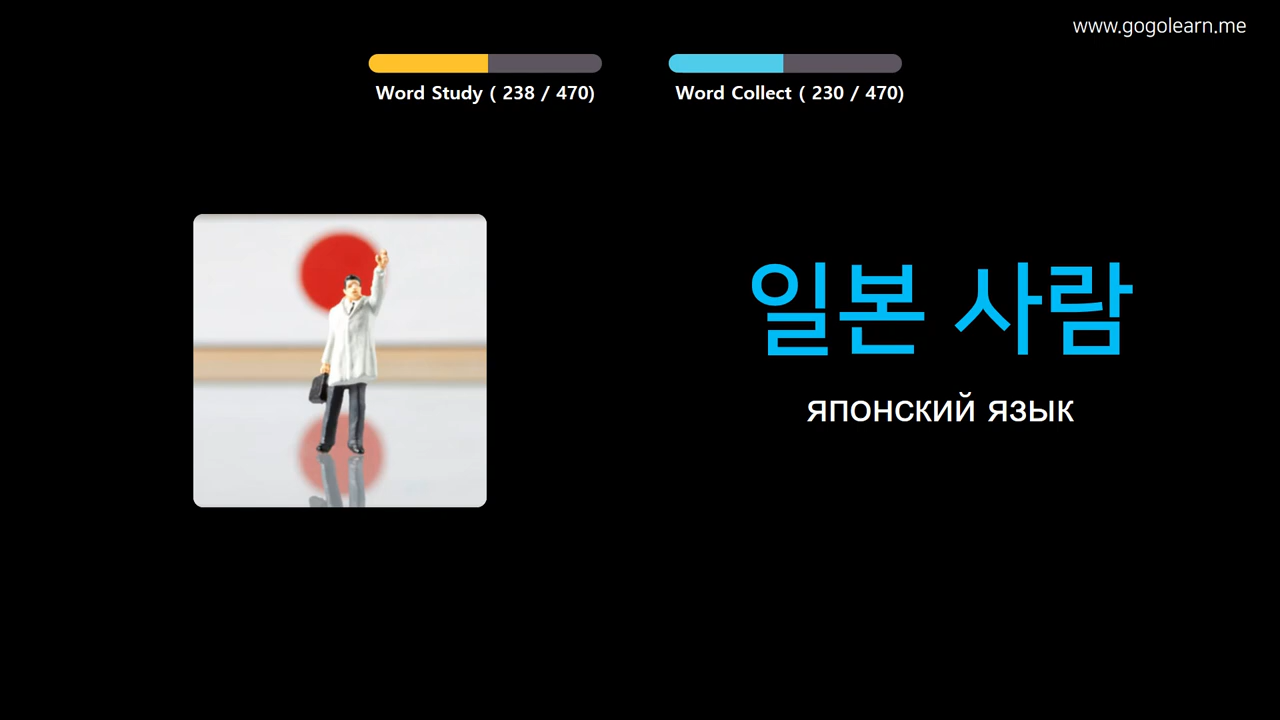 www.gogolearn.me
Word Study ( 238 / 470)
Word Collect ( 230 / 470)
일본 사람
японский язык